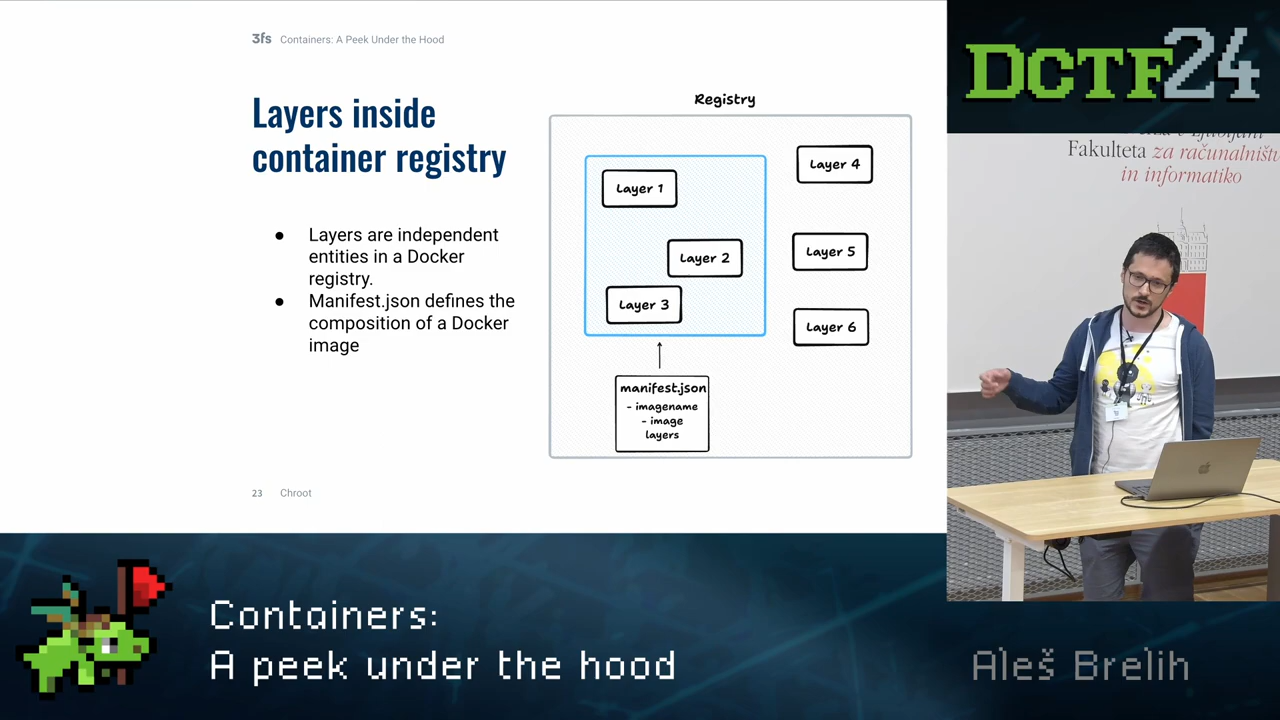 3fs Containers: A Peek Under the Hood
Layers inside
container registry
● Layers are independent
entities in a Docker
registry.
● Manifest.json defines the
composition of a Docker
image
23 Chroot
Registry
Layer 1
Layer 2
Layer 3
Layer 4
Layer 5
Layer 6
manifest.json
- imagename
- image
layers
DCTF24
Fakulteta za računalništvo
in informatiko
Containers:
A peek under the hood
Aleš Brelih